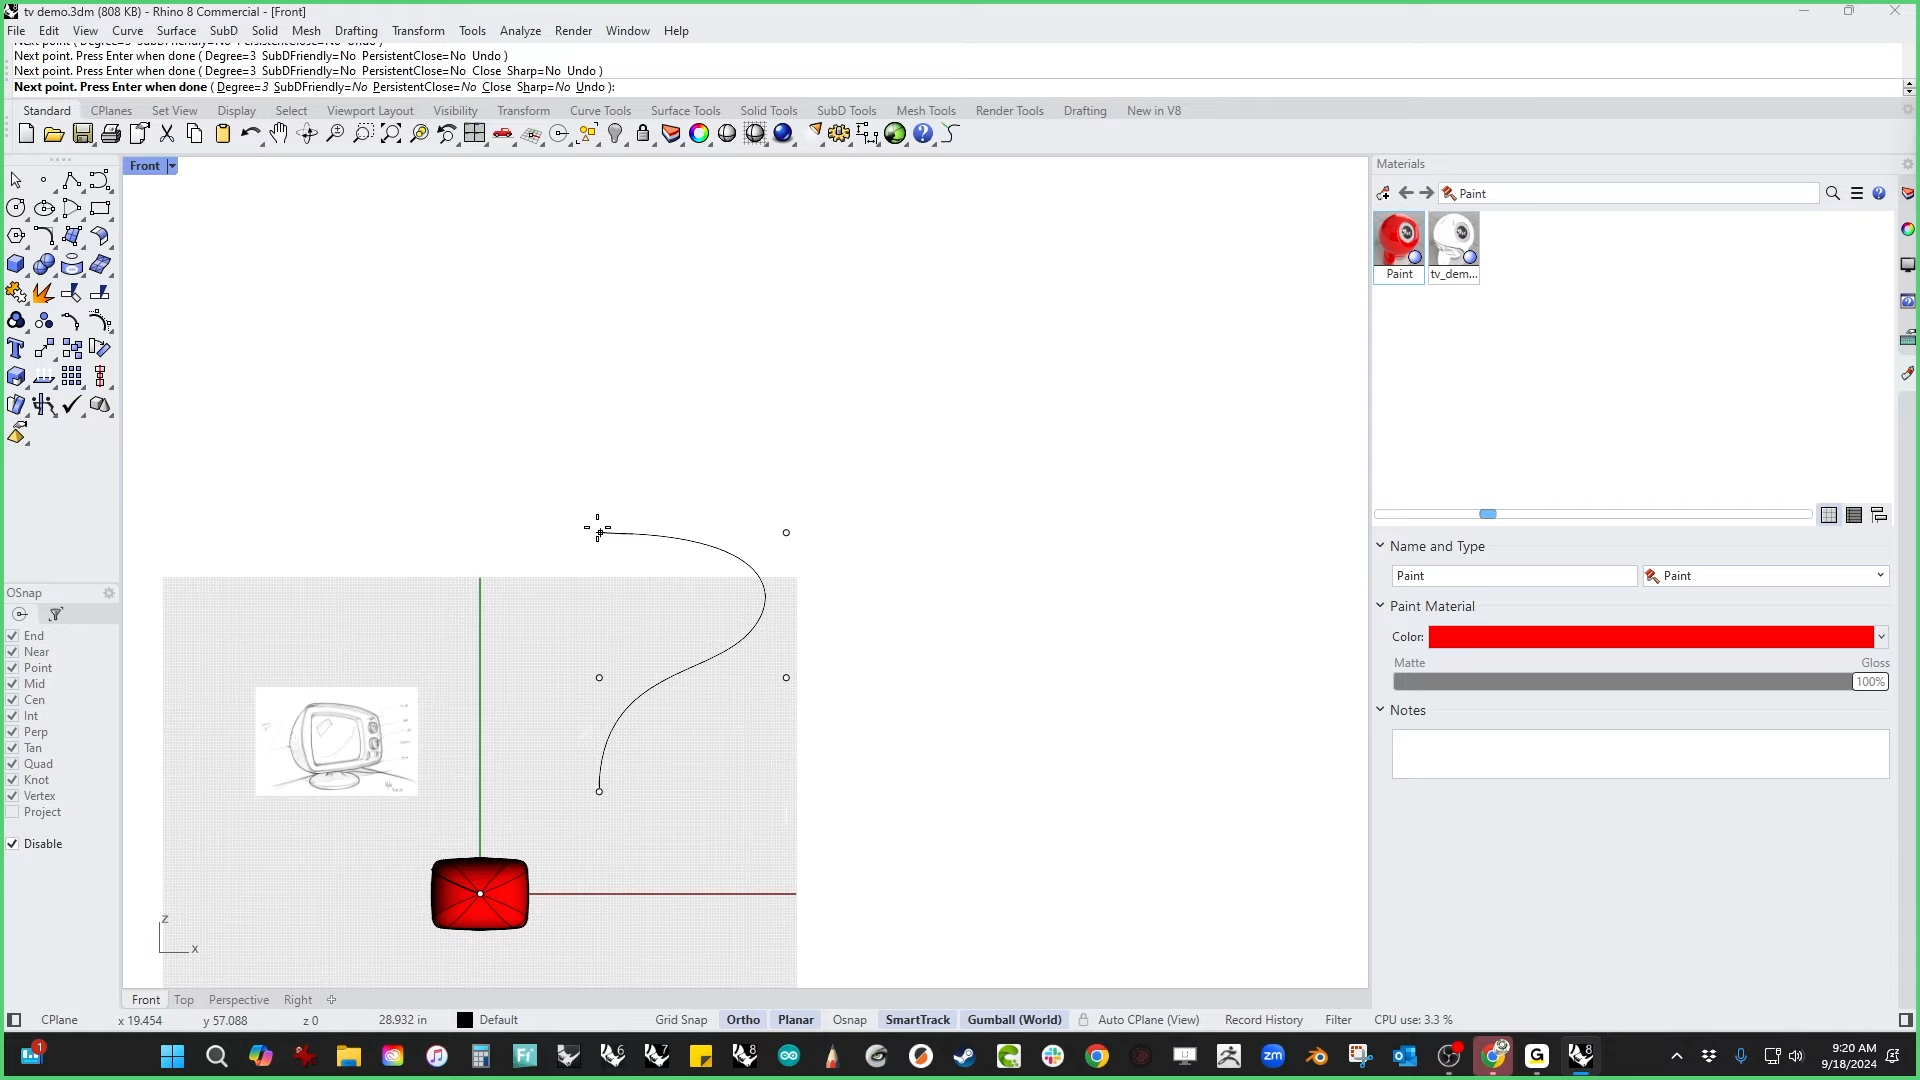 tv demo.3dm (808 KB) - Rhino 8 Commercial - [Front]
File Edit View Curve Surface SubD Solid Mesh Drafting Transform Tools Analyze Render Window Help
Next point. Press Enter when done ( Degree=3 SubDFriendly=No PersistentClose=No Undo )
Next point. Press Enter when done ( Degree=3 SubDFriendly=No PersistentClose=No Close Sharp=No Undo )
Next point. Press Enter when done ( Degree=3 SubDFriendly=No PersistentClose=No Close Sharp=No Undo ):
Standard CPlanes Set View Display Select Viewport Layout Visibility Transform Curve Tools Surface Tools Solid Tools SubD Tools Mesh Tools Render Tools Drafting New in V8
Front
Materials
Paint
Paint tv_dem...
Name and Type
Paint Paint
Paint Material
Color:
Matte Gloss
100%
Notes
OSnap
End
Near
Point
Mid
Cen
Int
Perp
Tan
Quad
Knot
Vertex
Project
Disable
z
x
Front Top Perspective Right
CPlane x 19.454 y 57.088 z 0 28.932 in Default Grid Snap Ortho Planar Osnap SmartTrack Gumball (World) Auto CPlane (View) Record History Filter CPU use: 3.3 %
9:20 AM
9/18/2024